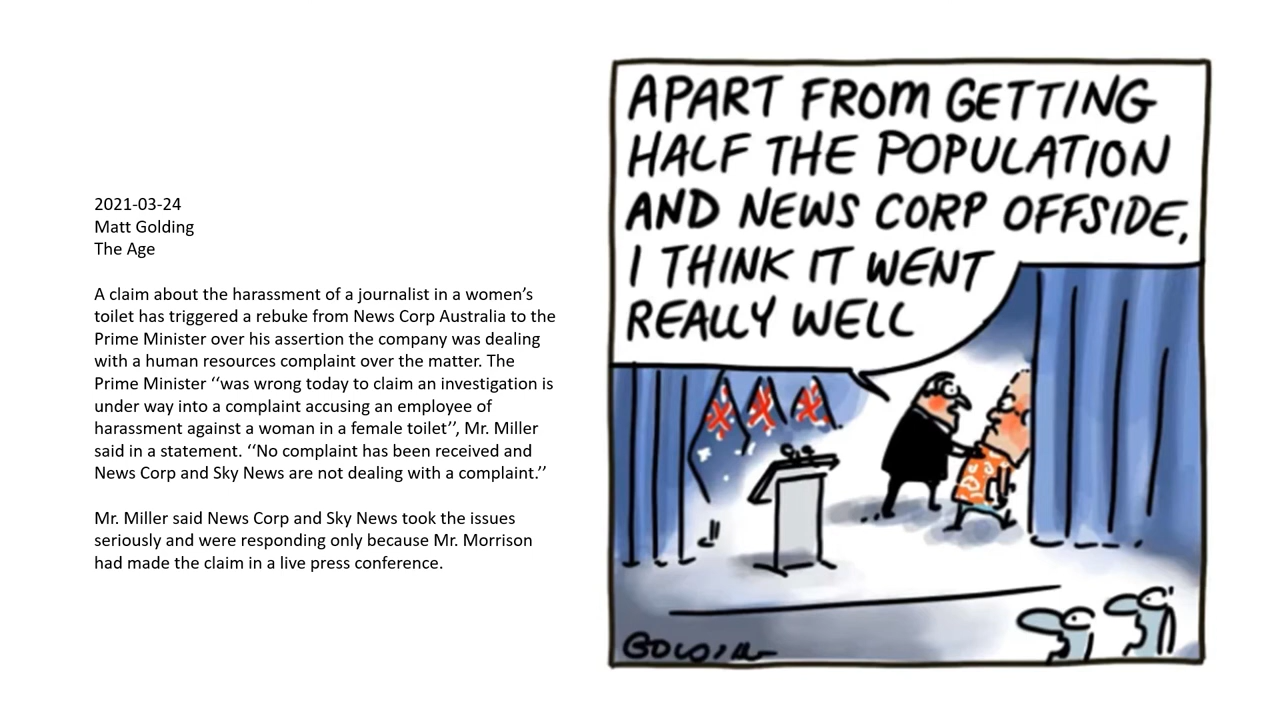 2021-03-24
Matt Golding
The Age
A claim about the harassment of a journalist in a women’s
toilet has triggered a rebuke from News Corp Australia to the
Prime Minister over his assertion the company was dealing
with a human resources complaint over the matter. The
Prime Minister ‘‘was wrong today to claim an investigation is
under way into a complaint accusing an employee of
harassment against a woman in a female toilet’’, Mr. Miller
said in a statement. ‘‘No complaint has been received and
News Corp and Sky News are not dealing with a complaint.’’
Mr. Miller said News Corp and Sky News took the issues
seriously and were responding only because Mr. Morrison
had made the claim in a live press conference.
APART FROM GETTING
HALF THE POPULATION
AND NEWS CORP OFFSIDE,
I THINK IT WENT
REALLY WELL
GOLDING